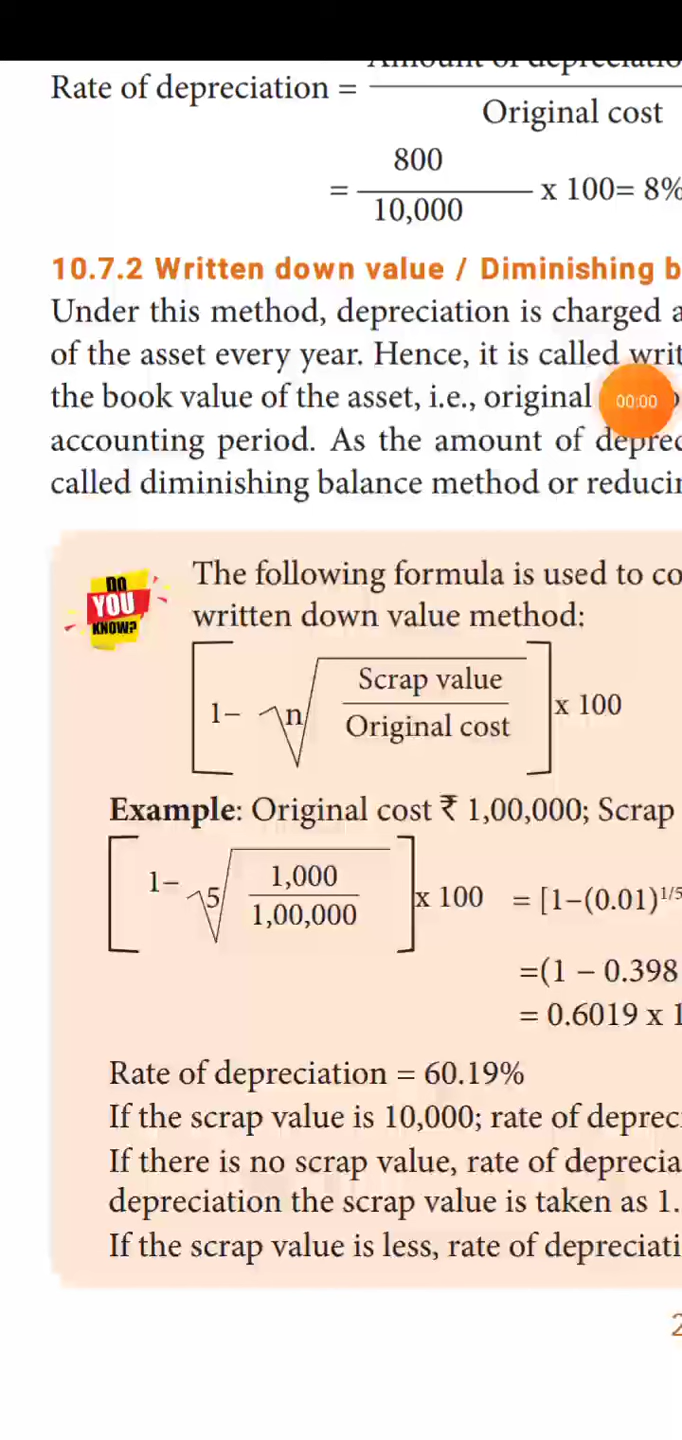 Amount of depreciatio
Rate of depreciation =
Original cost
800
= x 100= 8%
10,000
10.7.2 Written down value / Diminishing b
Under this method, depreciation is charged a
of the asset every year. Hence, it is called writ
the book value of the asset, i.e., original
00:00
accounting period. As the amount of deprec
called diminishing balance method or reducin
DO
YOU
KNOW?
The following formula is used to co
written down value method:
Scrap value
1– n x 100
Original cost
Example: Original cost ₹ 1,00,000; Scrap
1– 5 1,000
1,00,000 x 100 = [1–(0.01)1/5
=(1 – 0.398
= 0.6019 x 1
Rate of depreciation = 60.19%
If the scrap value is 10,000; rate of deprec
If there is no scrap value, rate of deprecia
depreciation the scrap value is taken as 1.
If the scrap value is less, rate of depreciati
2